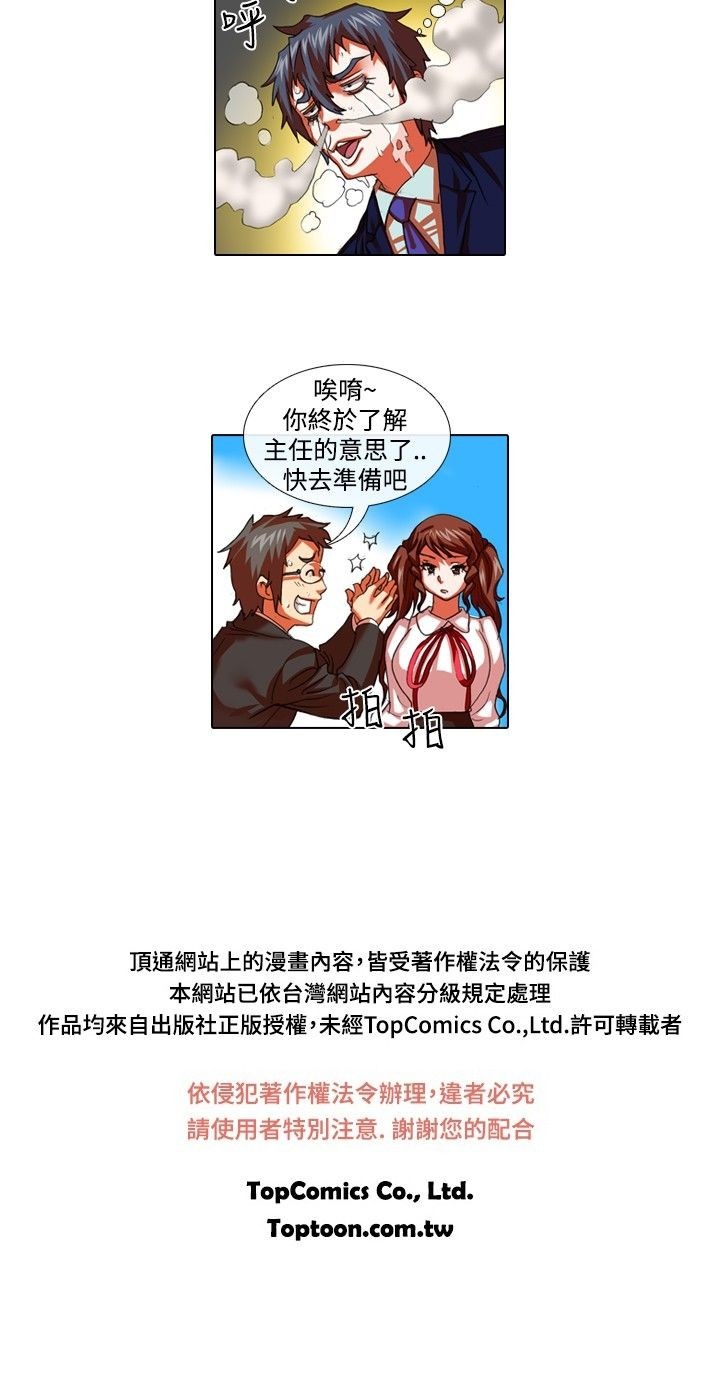 呼
唉唷~
你終於了解
主任的意思了..
快去準備吧
拍
拍
頂通網站上的漫畫內容,皆受著作權法令的保護
本網站已依台灣網站內容分級規定處理
作品均來自出版社正版授權,未經TopComics Co.,Ltd.許可轉載者
依侵犯著作權法令辦理,違者必究
請使用者特別注意. 謝謝您的配合
TopComics Co., Ltd.
Toptoon.com.tw